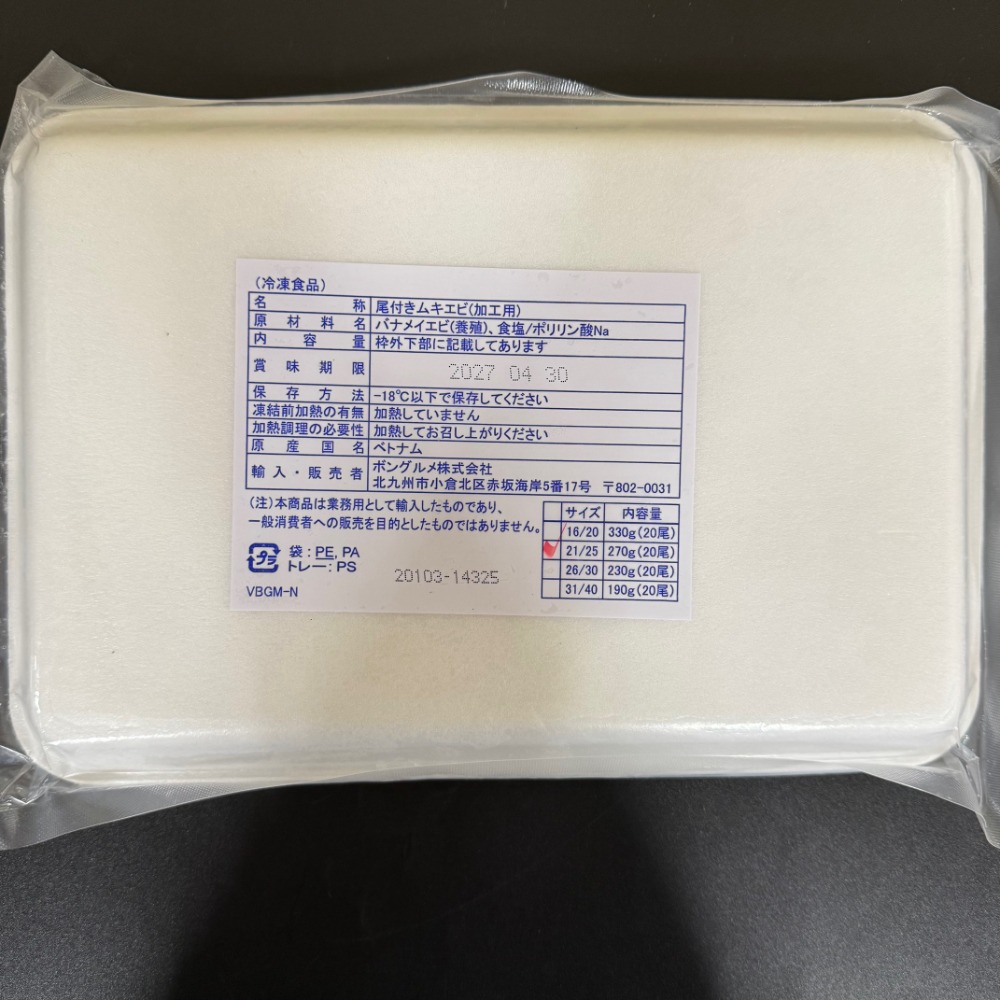 (冷凍食品)
名称 尾付きムキエビ(加工用)
原材料名 バナメイエビ(養殖)、食塩/ポリリン酸Na
内容量 枠外下部に記載してあります
賞味期限 2027 04 30
保存方法 -18℃以下で保存してください
凍結前加熱の有無 加熱していません
加熱調理の必要性 加熱してお召し上がりください
原産国名 ベトナム
輸入・販売者 ボングルメ株式会社
北九州市小倉北区赤坂海岸5番17号 〒802-0031
(注)本商品は業務用として輸入したものであり、
一般消費者への販売を目的としたものではありません。
プラ 袋:PE, PA
トレー:PS
20103-14325
VBGM-N
サイズ 内容量
16/20 330g(20尾)
21/25 270g(20尾)
26/30 230g(20尾)
31/40 190g(20尾)